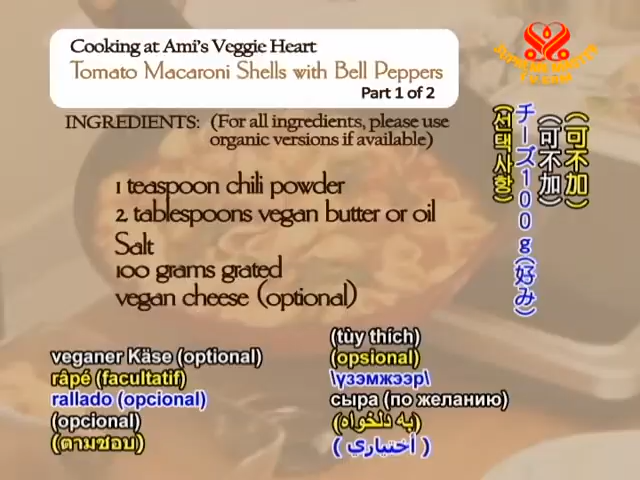 Cooking at Ami's Veggie Heart
Tomato Macaroni Shells with Bell Peppers
Part 1 of 2
SUPREME MASTER
INGREDIENTS: (For all ingredients, please use
organic versions if available)
1 teaspoon chili powder
2 tablespoons vegan butter or oil
Salt
100 grams grated
vegan cheese (optional)
(可不加)
(可不加)
チーズ100g(好み)
(선택사항)
veganer Käse (optional)
râpé (facultatif)
rallado (opcional)
(opcional)
(ตามชอบ)
(tùy thích)
(opsional)
\үзэмжээр\
сыра (по желанию)
(به دلخواه)
(أختياري)